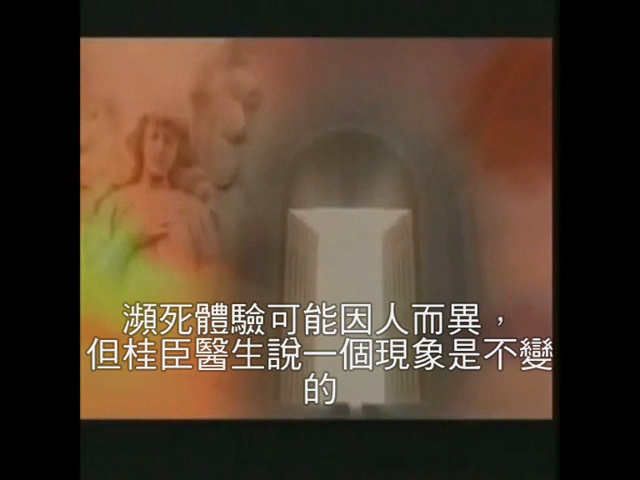 瀕死體驗可能因人而異，
但桂臣醫生說一個現象是不變
的